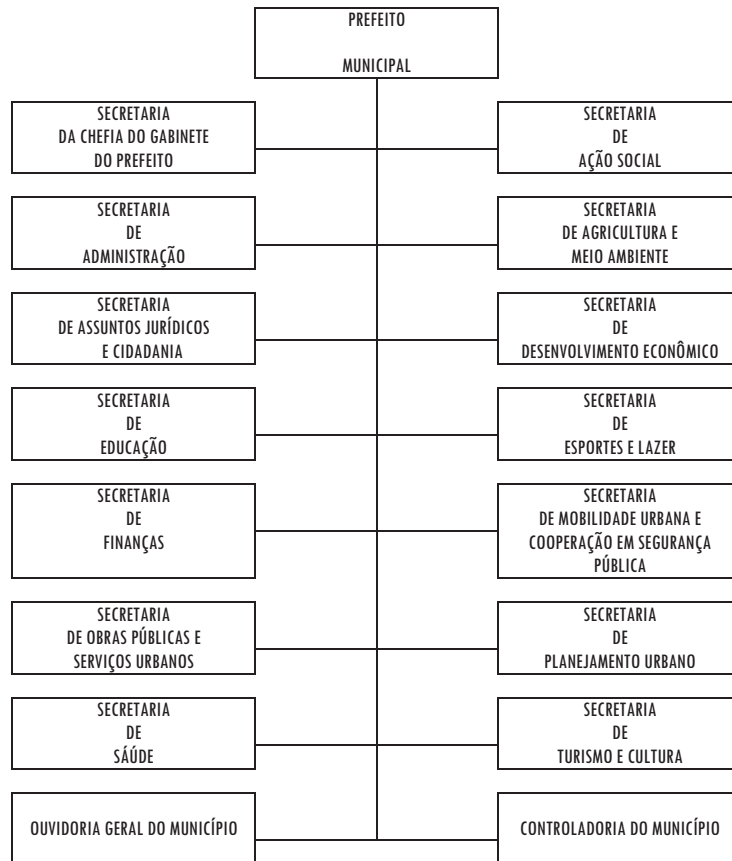 PREFEITO
MUNICIPAL
SECRETARIA
DA CHEFIA DO GABINETE
DO PREFEITO
SECRETARIA
DE
AÇÃO SOCIAL
SECRETARIA
DE
ADMINISTRAÇÃO
SECRETARIA
DE AGRICULTURA E
MEIO AMBIENTE
SECRETARIA
DE ASSUNTOS JURÍDICOS
E CIDADANIA
SECRETARIA
DE
DESENVOLVIMENTO ECONÔMICO
SECRETARIA
DE
EDUCAÇÃO
SECRETARIA
DE
ESPORTES E LAZER
SECRETARIA
DE
FINANÇAS
SECRETARIA
DE MOBILIDADE URBANA E
COOPERAÇÃO EM SEGURANÇA
PÚBLICA
SECRETARIA
DE OBRAS PÚBLICAS E
SERVIÇOS URBANOS
SECRETARIA
DE
PLANEJAMENTO URBANO
SECRETARIA
DE
SÁÚDE
SECRETARIA
DE
TURISMO E CULTURA
OUVIDORIA GERAL DO MUNICÍPIO
CONTROLADORIA DO MUNICÍPIO